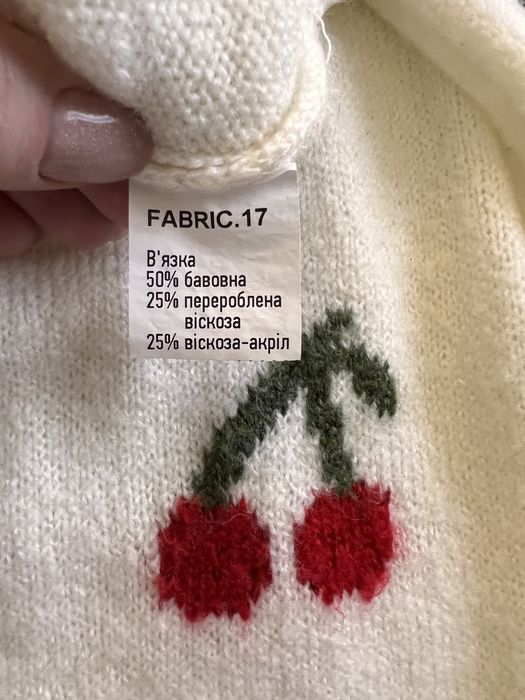 FABRIC.17
В'язка
50% бавовна
25% перероблена
віскоза
25% віскоза-акріл